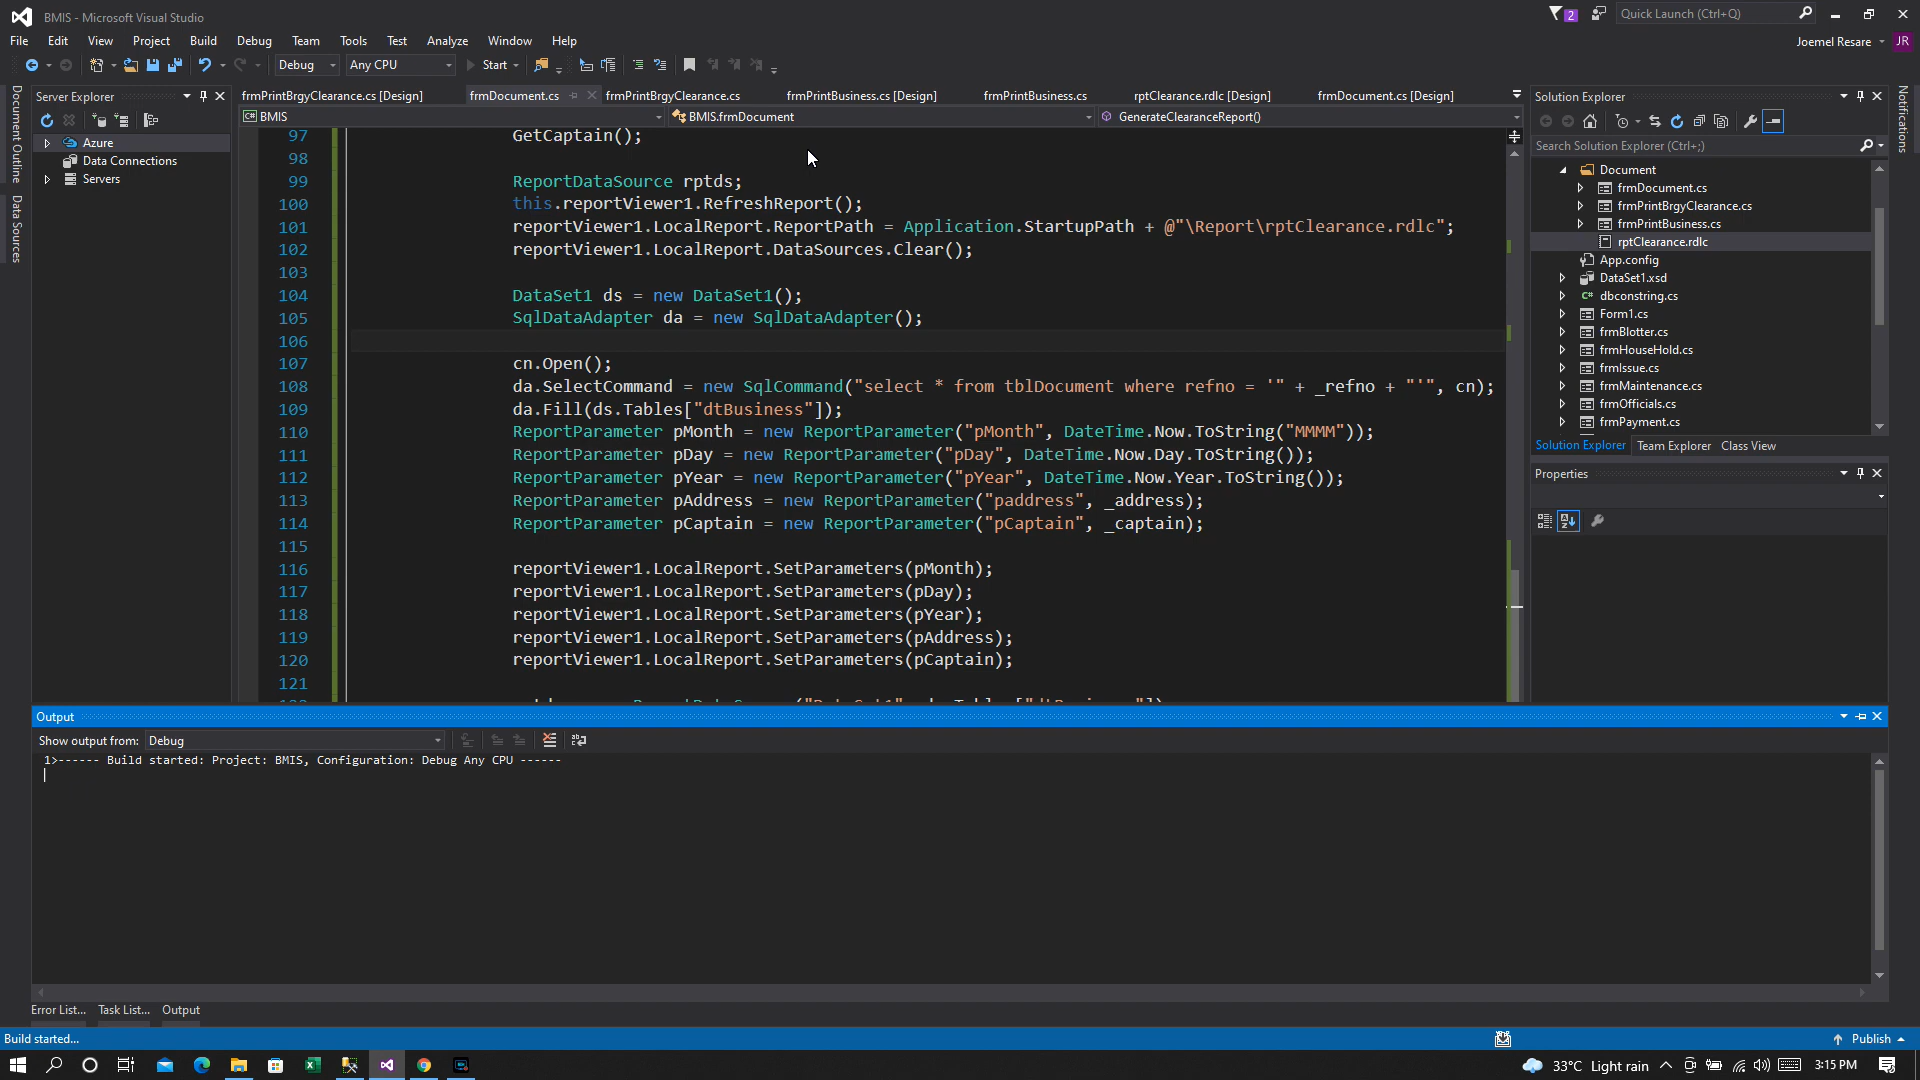 BMIS - Microsoft Visual Studio
2
Quick Launch (Ctrl+Q)
File Edit View Project Build Debug Team Tools Test Analyze Window Help
Joemel Resare JR
Debug Any CPU Start
Document Outline
Data Sources
Server Explorer
Azure
Data Connections
Servers
frmPrintBrgyClearance.cs [Design] frmDocument.cs frmPrintBrgyClearance.cs frmPrintBusiness.cs [Design] frmPrintBusiness.cs rptClearance.rdlc [Design] frmDocument.cs [Design]
C# BMIS BMIS.frmDocument GenerateClearanceReport()
97 GetCaptain();
98
99 ReportDataSource rptds;
100 this.reportViewer1.RefreshReport();
101 reportViewer1.LocalReport.ReportPath = Application.StartupPath + @"\Report\rptClearance.rdlc";
102 reportViewer1.LocalReport.DataSources.Clear();
103
104 DataSet1 ds = new DataSet1();
105 SqlDataAdapter da = new SqlDataAdapter();
106
107 cn.Open();
108 da.SelectCommand = new SqlCommand("select * from tblDocument where refno = '" + _refno + "'", cn);
109 da.Fill(ds.Tables["dtBusiness"]);
110 ReportParameter pMonth = new ReportParameter("pMonth", DateTime.Now.ToString("MMMM"));
111 ReportParameter pDay = new ReportParameter("pDay", DateTime.Now.Day.ToString());
112 ReportParameter pYear = new ReportParameter("pYear", DateTime.Now.Year.ToString());
113 ReportParameter pAddress = new ReportParameter("paddress", _address);
114 ReportParameter pCaptain = new ReportParameter("pCaptain", _captain);
115
116 reportViewer1.LocalReport.SetParameters(pMonth);
117 reportViewer1.LocalReport.SetParameters(pDay);
118 reportViewer1.LocalReport.SetParameters(pYear);
119 reportViewer1.LocalReport.SetParameters(pAddress);
120 reportViewer1.LocalReport.SetParameters(pCaptain);
121
Solution Explorer
Search Solution Explorer (Ctrl+;)
Document
frmDocument.cs
frmPrintBrgyClearance.cs
frmPrintBusiness.cs
rptClearance.rdlc
App.config
DataSet1.xsd
C# dbconstring.cs
Form1.cs
frmBlotter.cs
frmHouseHold.cs
frmIssue.cs
frmMaintenance.cs
frmOfficials.cs
frmPayment.cs
Solution Explorer Team Explorer Class View
Properties
Notifications
Output
Show output from: Debug
1>------ Build started: Project: BMIS, Configuration: Debug Any CPU ------
Error List... Task List... Output
Build started...
Publish
33°C Light rain
3:15 PM